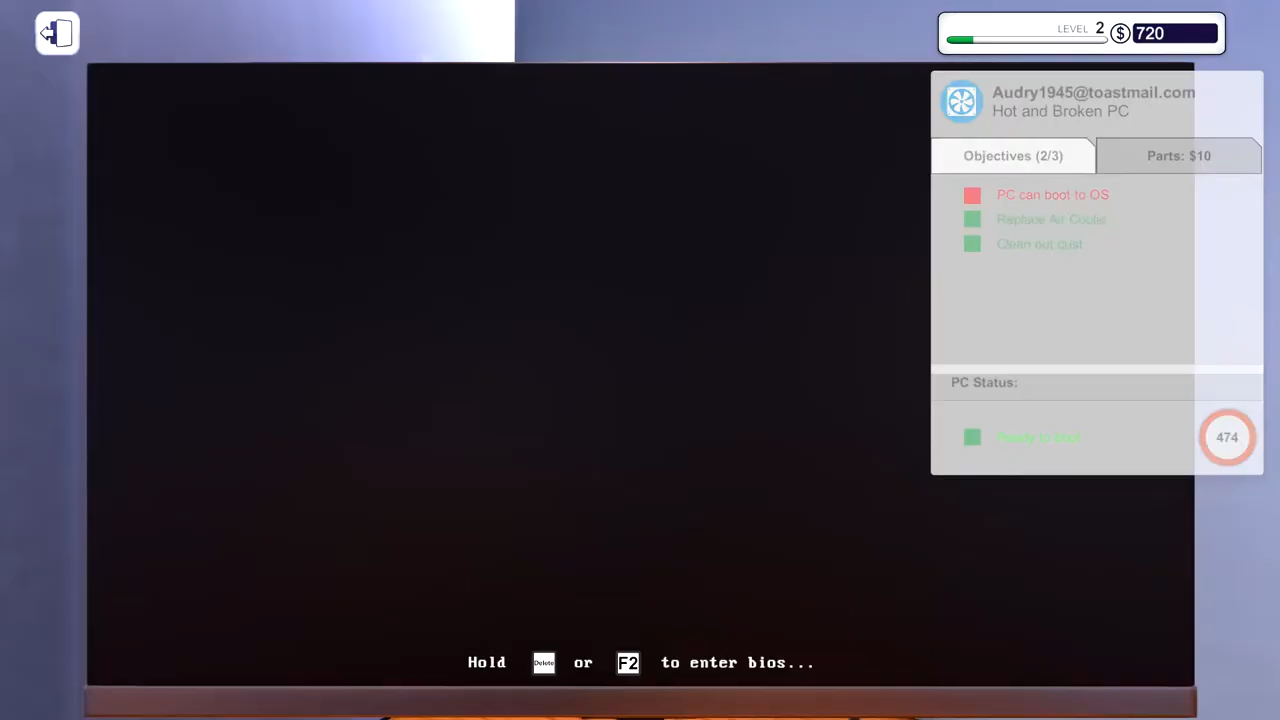 LEVEL 2 $ 720
Audry1945@toastmail.com
Hot and Broken PC
Objectives (2/3) Parts: $10
PC can boot to OS
Replace Air Cooler
Clean out dust
PC Status:
Ready to boot 474
Hold Delete or F2 to enter bios...